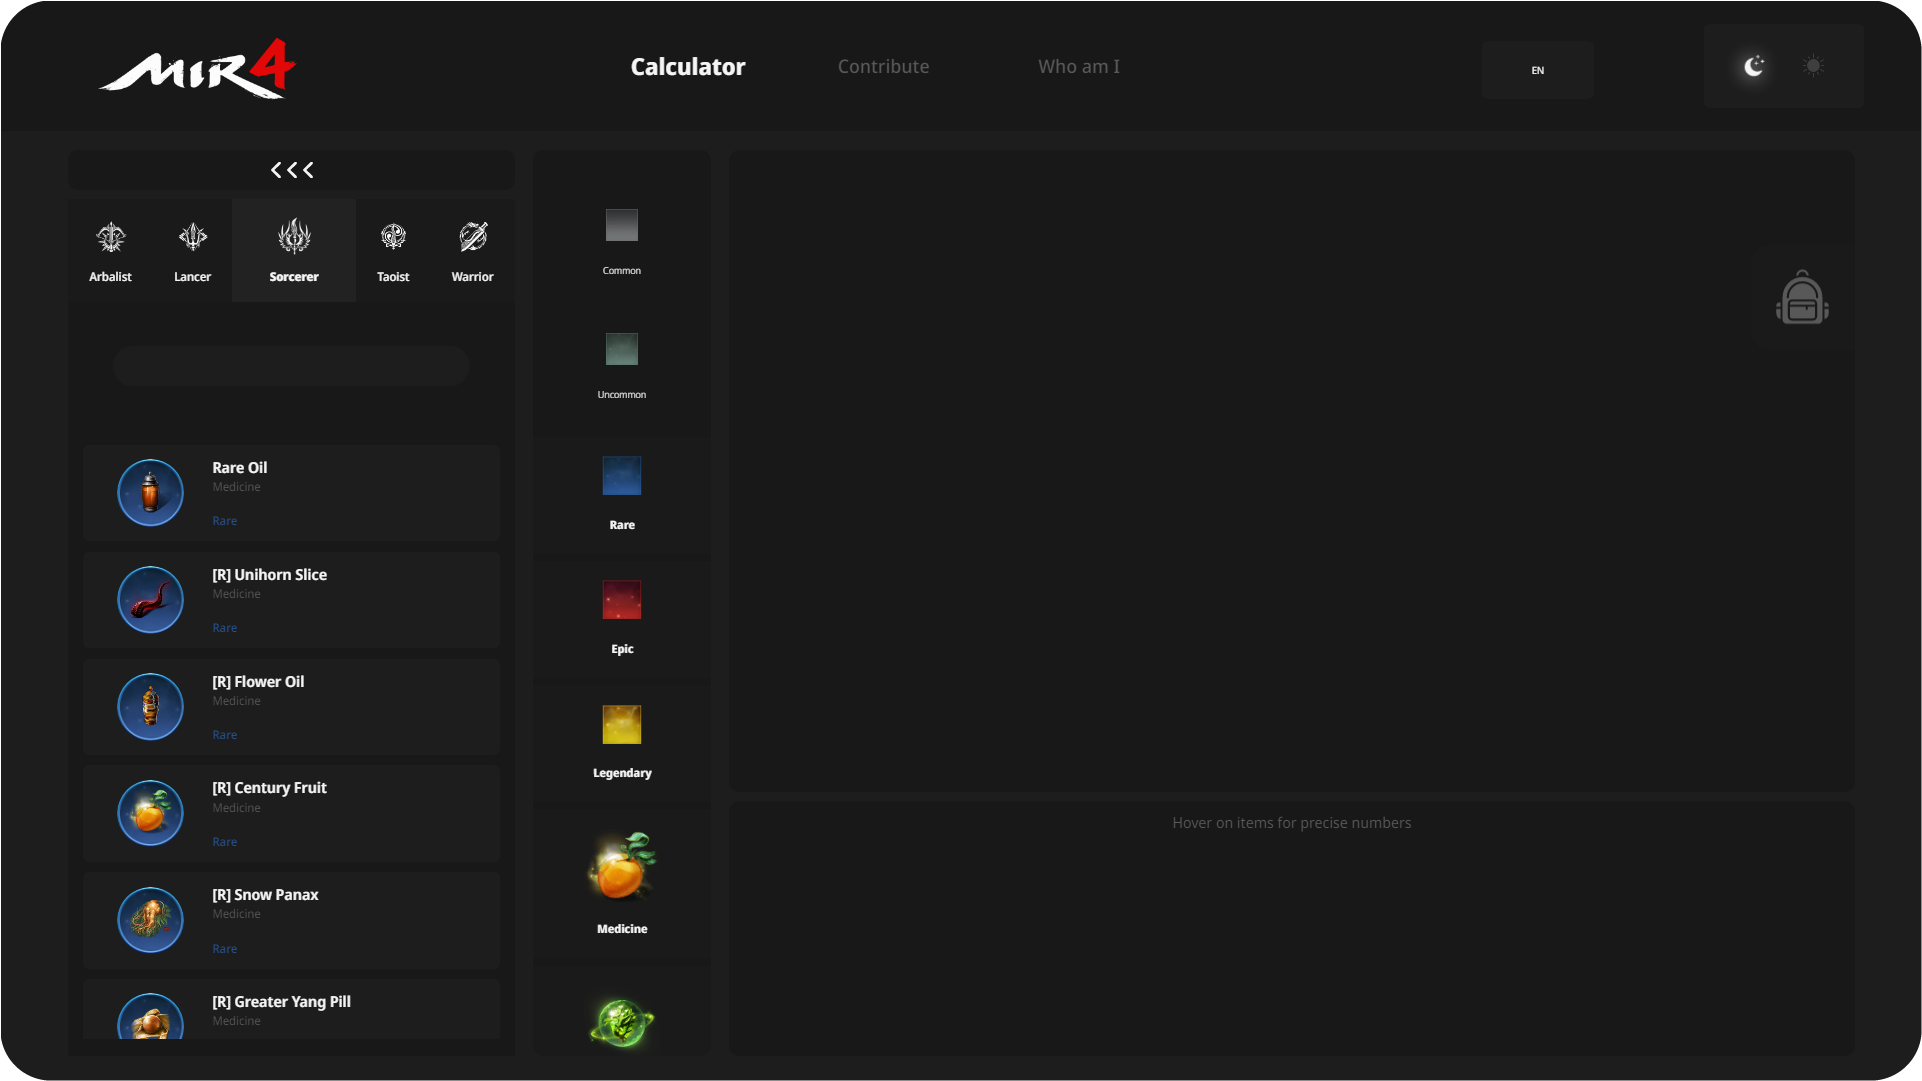 MIR4
Calculator
Contribute
Who am I
EN
Arbalist
Lancer
Sorcerer
Taoist
Warrior
Rare Oil
Medicine
Rare
[R] Unihorn Slice
Medicine
Rare
[R] Flower Oil
Medicine
Rare
[R] Century Fruit
Medicine
Rare
[R] Snow Panax
Medicine
Rare
[R] Greater Yang Pill
Medicine
Common
Uncommon
Rare
Epic
Legendary
Medicine
Hover on items for precise numbers